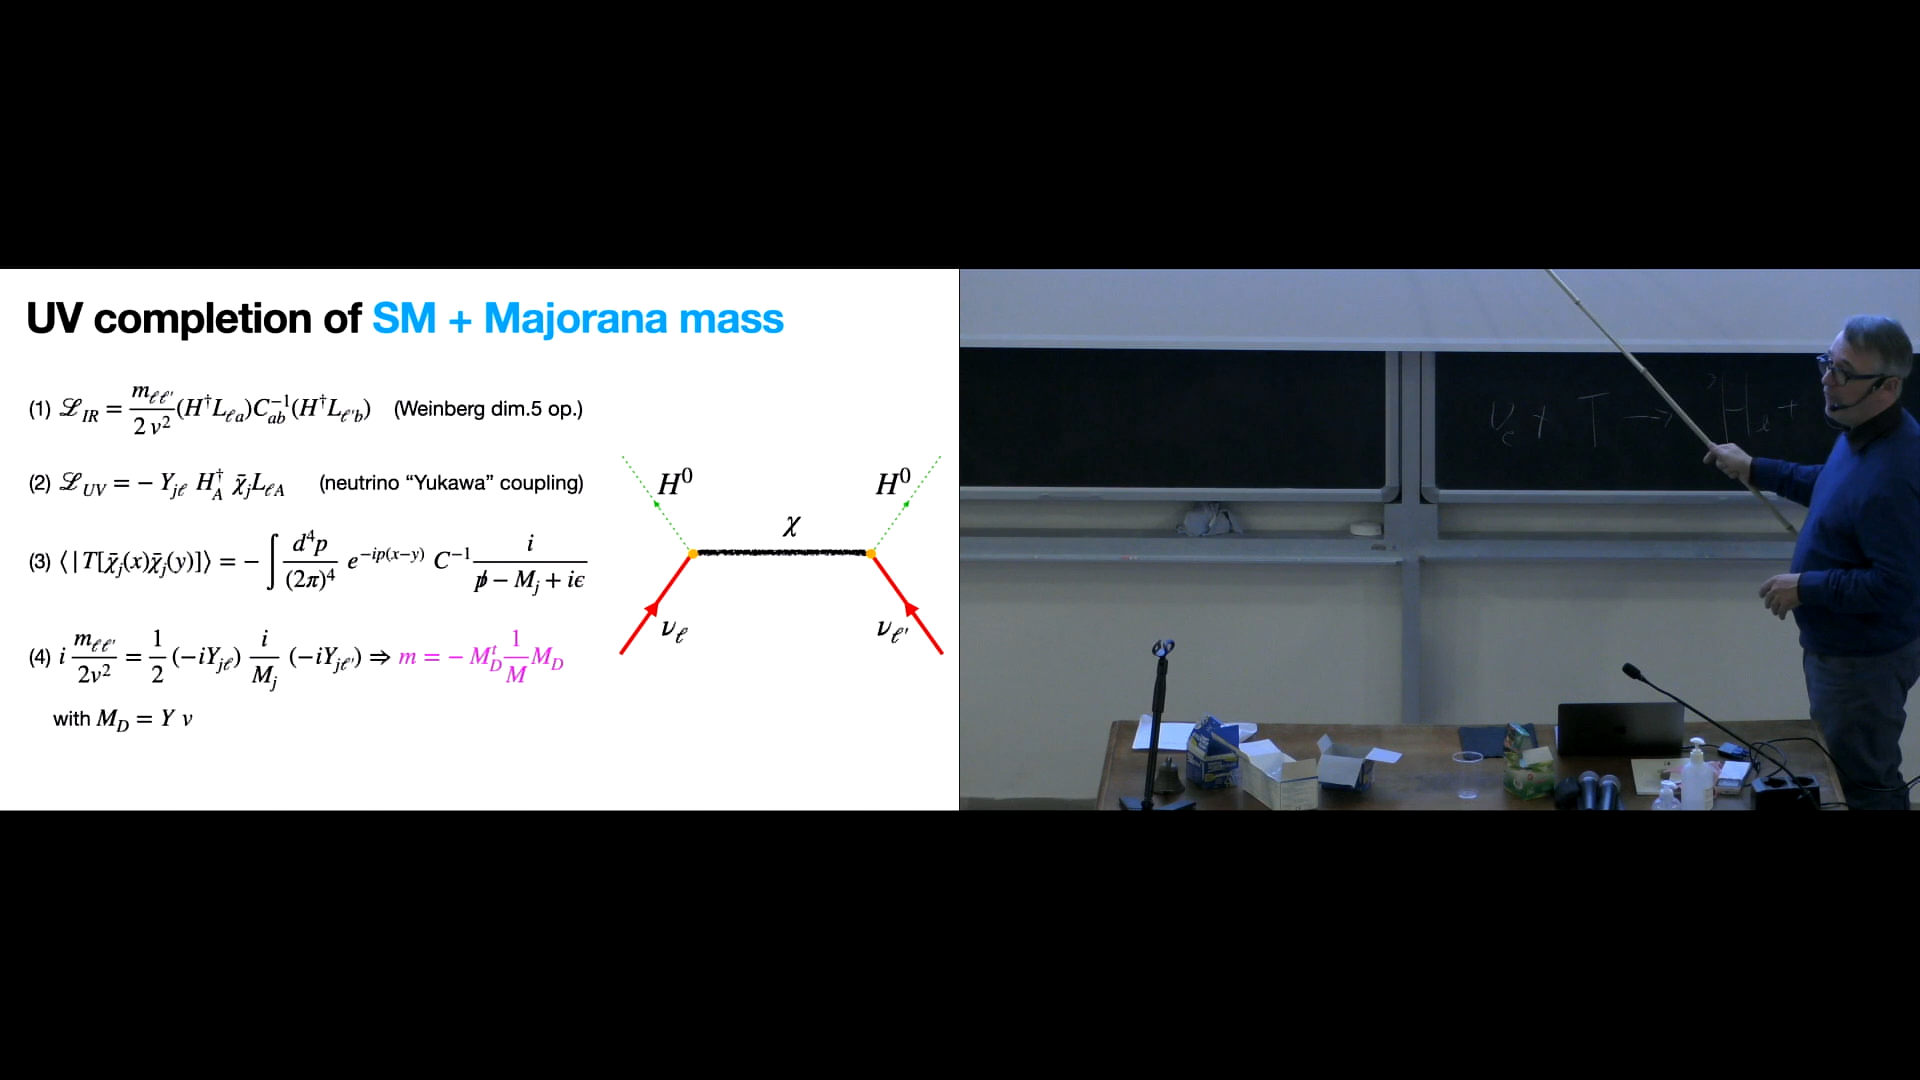 UV completion of SM + Majorana mass
(1) ℒ_IR = m_ℓℓ' / 2 v² (H†L_ℓa)C⁻¹_ab(H†L_ℓ'b) (Weinberg dim.5 op.)
(2) ℒ_UV = − Y_jℓ H†_A χ̄_j L_ℓA (neutrino “Yukawa” coupling)
(3) ⟨|T[χ̄_j(x)χ̄_j(y)]⟩ = − ∫ d⁴p / (2π)⁴ e^−ip(x−y) C⁻¹ i / p̸ − M_j + iϵ
(4) i m_ℓℓ' / 2v² = 1/2 (−iY_jℓ) i / M_j (−iY_jℓ') ⇒ m = − M_D^t 1/M M_D
with M_D = Y v
H⁰ H⁰
χ
ν_ℓ ν_ℓ'
T → H